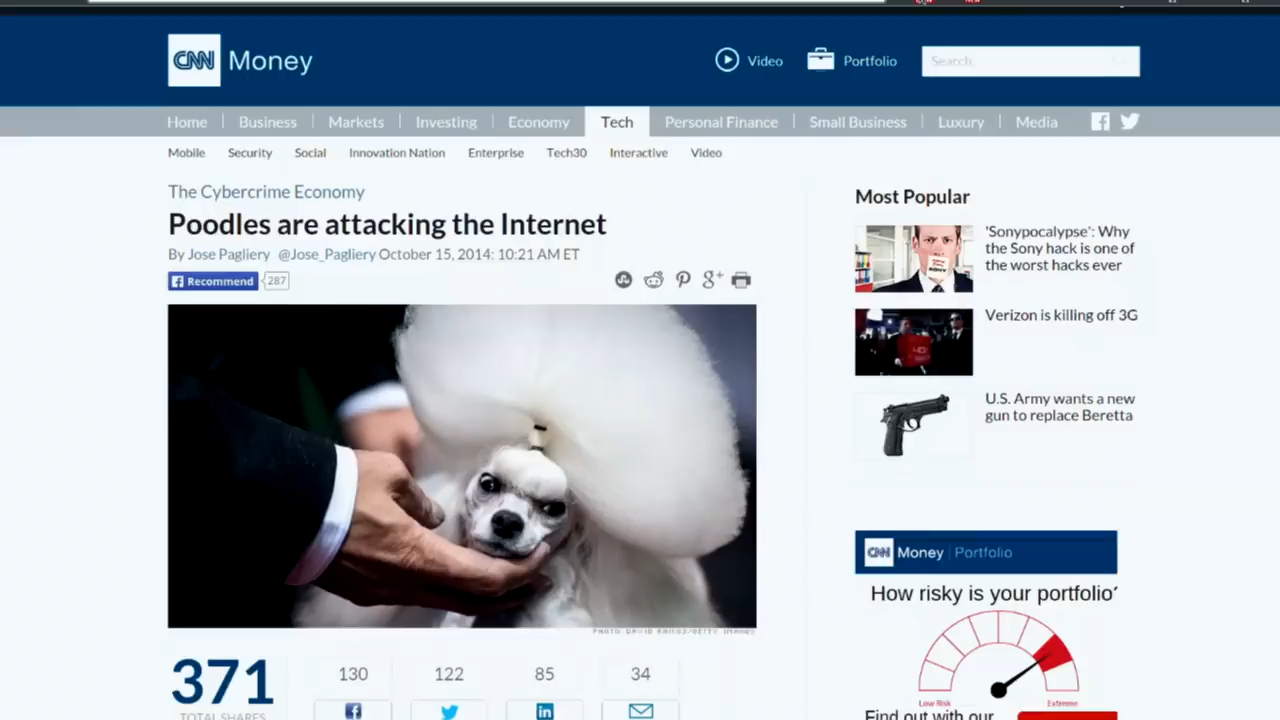 CNN Money
Video
Portfolio
Search
Home
Business
Markets
Investing
Economy
Tech
Personal Finance
Small Business
Luxury
Media
Mobile
Security
Social
Innovation Nation
Enterprise
Tech30
Interactive
Video
The Cybercrime Economy
Poodles are attacking the Internet
By Jose Pagliery @Jose_Pagliery October 15, 2014: 10:21 AM ET
Recommend 287
371
TOTAL SHARES
130
122
85
34
Most Popular
'Sonypocalypse': Why
the Sony hack is one of
the worst hacks ever
Verizon is killing off 3G
U.S. Army wants a new
gun to replace Beretta
CNN Money Portfolio
How risky is your portfolio
Low Risk
Extreme
Find out with our